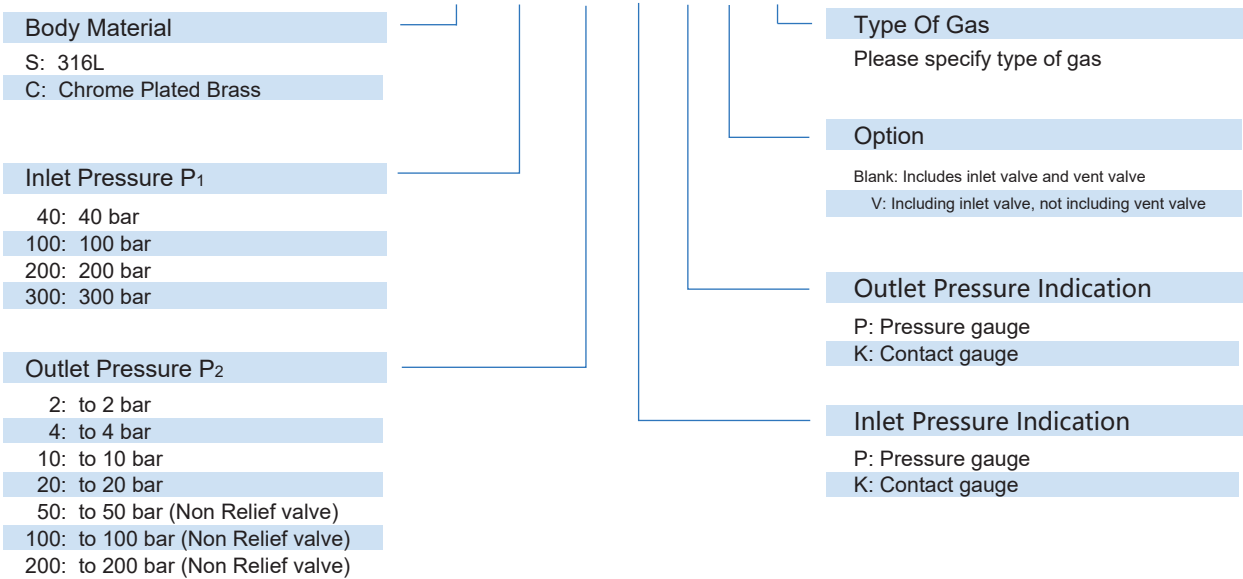 Body Material
S: 316L
C: Chrome Plated Brass
Inlet Pressure P1
40: 40 bar
100: 100 bar
200: 200 bar
300: 300 bar
Outlet Pressure P2
2: to 2 bar
4: to 4 bar
10: to 10 bar
20: to 20 bar
50: to 50 bar (Non Relief valve)
100: to 100 bar (Non Relief valve)
200: to 200 bar (Non Relief valve)
Type Of Gas
Please specify type of gas
Option
Blank: Includes inlet valve and vent valve
V: Including inlet valve, not including vent valve
Outlet Pressure Indication
P: Pressure gauge
K: Contact gauge
Inlet Pressure Indication
P: Pressure gauge
K: Contact gauge